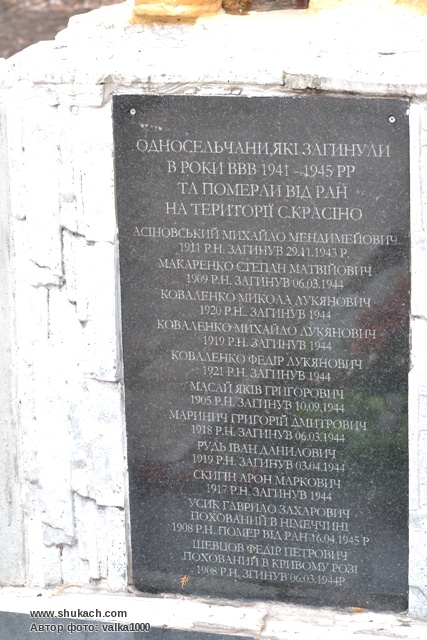 ОДНОСЕЛЬЧАНИ,ЯКІ ЗАГИНУЛИ
В РОКИ ВВВ 1941 - 1945 РР
ТА ПОМЕРЛИ ВІД РАН
НА ТЕРИТОРІЇ С.КРАСІНО
АСІНОВСЬКИЙ МИХАЙЛО МЕНДИМЕЙОВИЧ
1911 Р.Н. ЗАГИНУВ 29.11.1943 Р.
МАКАРЕНКО СТЕПАН МАТВІЙОВИЧ
1909 Р.Н. ЗАГИНУВ 06.03.1944
КОВАЛЕНКО МИКОЛА ЛУКЯНОВИЧ
1920 Р.Н.. ЗАГИНУВ 1944
КОВАЛЕНКО МИХАЙЛО ЛУКЯНОВИЧ
1919 Р.Н. ЗАГИНУВ 1944
КОВАЛЕНКО ФЕДІР ЛУКЯНОВИЧ
1921 Р.Н. ЗАГИНУВ 1944
МАСАЙ ЯКІВ ГРИГОРОВИЧ
1905 Р.Н. ЗАГИНУВ 10.09.1944
МАРИНИЧ ГРИГОРІЙ ДМИТРОВИЧ
1918 Р.Н. ЗАГИНУВ 06.03.1944
РУДЬ ІВАН ДАНИЛОВИЧ
1919 Р.Н. ЗАГИНУВ 03.04.1944
СКИГІН АРОН МАРКОВИЧ
1917 Р.Н. ЗАГИНУВ 1944
УСИК ГАВРИЛО ЗАХАРОВИЧ
ПОХОВАНИЙ В НІМЕЧЧИНІ
1908 Р.Н. ПОМЕР ВІД РАН 16.04.1945 Р
ШЕВЦОВ ФЕДІР ПЕТРОВИЧ
ПОХОВАНИЙ В КРИВОМУ РОЗІ
1908 Р.Н. ЗГИНУВ 06.03.1944Р.
www.shukach.com
Автор фото: valka1000